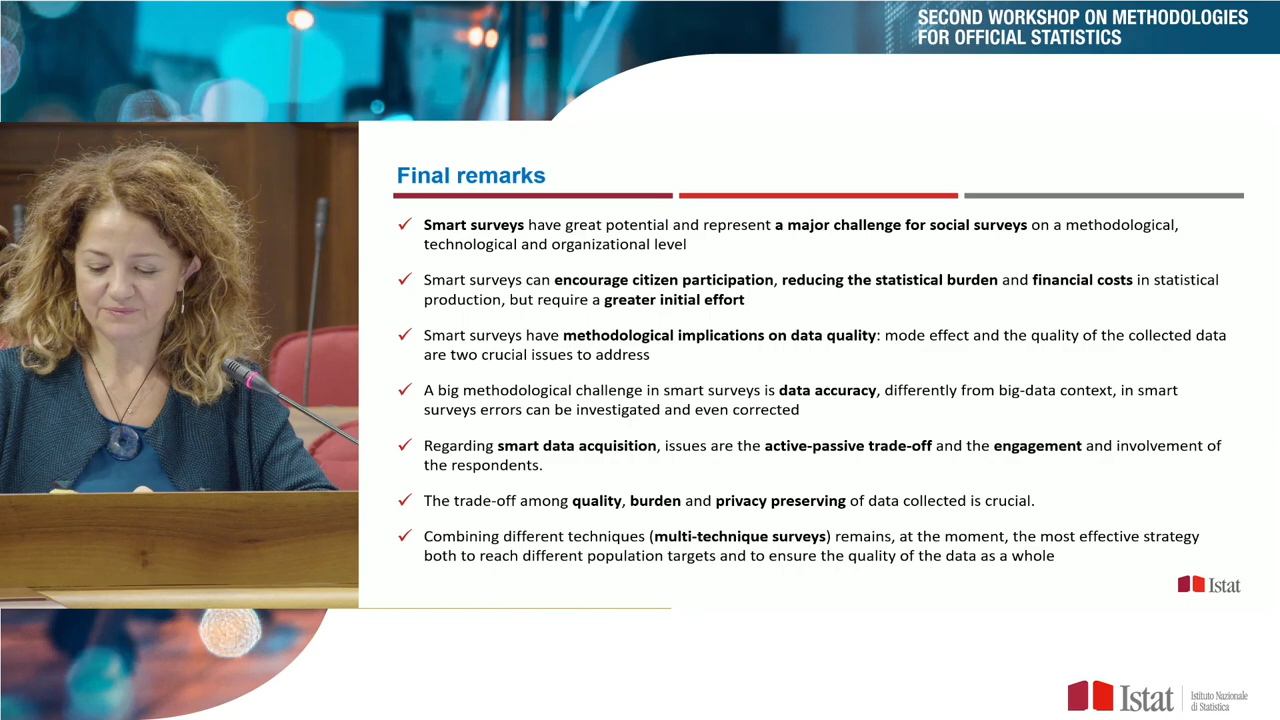 SECOND WORKSHOP ON METHODOLOGIES
FOR OFFICIAL STATISTICS
Final remarks
✓ Smart surveys have great potential and represent a major challenge for social surveys on a methodological,
technological and organizational level
✓ Smart surveys can encourage citizen participation, reducing the statistical burden and financial costs in statistical
production, but require a greater initial effort
✓ Smart surveys have methodological implications on data quality: mode effect and the quality of the collected data
are two crucial issues to address
✓ A big methodological challenge in smart surveys is data accuracy, differently from big-data context, in smart
surveys errors can be investigated and even corrected
✓ Regarding smart data acquisition, issues are the active-passive trade-off and the engagement and involvement of
the respondents.
✓ The trade-off among quality, burden and privacy preserving of data collected is crucial.
✓ Combining different techniques (multi-technique surveys) remains, at the moment, the most effective strategy
both to reach different population targets and to ensure the quality of the data as a whole
Istat
Istat
Istituto Nazionale
di Statistica